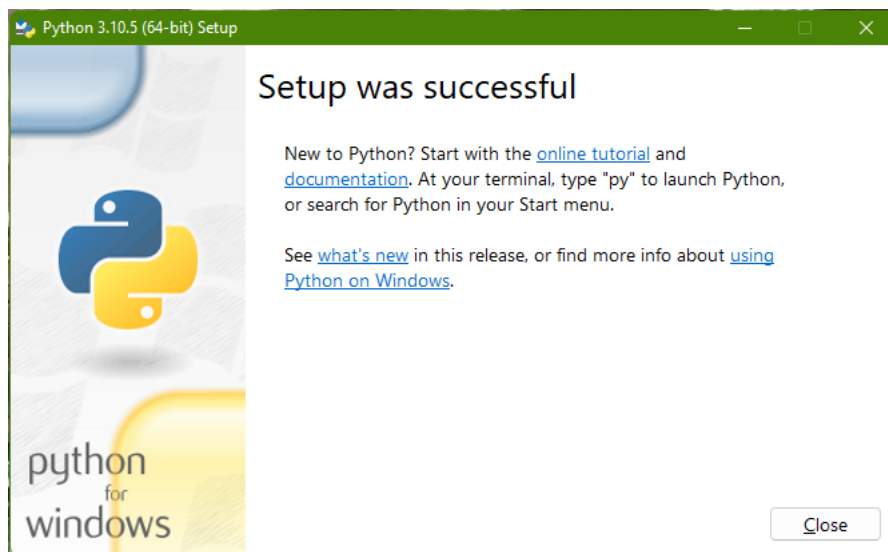 Python 3.10.5 (64-bit) Setup
Setup was successful
New to Python? Start with the online tutorial and
documentation. At your terminal, type "py" to launch Python,
or search for Python in your Start menu.
See what's new in this release, or find more info about using
Python on Windows.
python
for
windows
Close